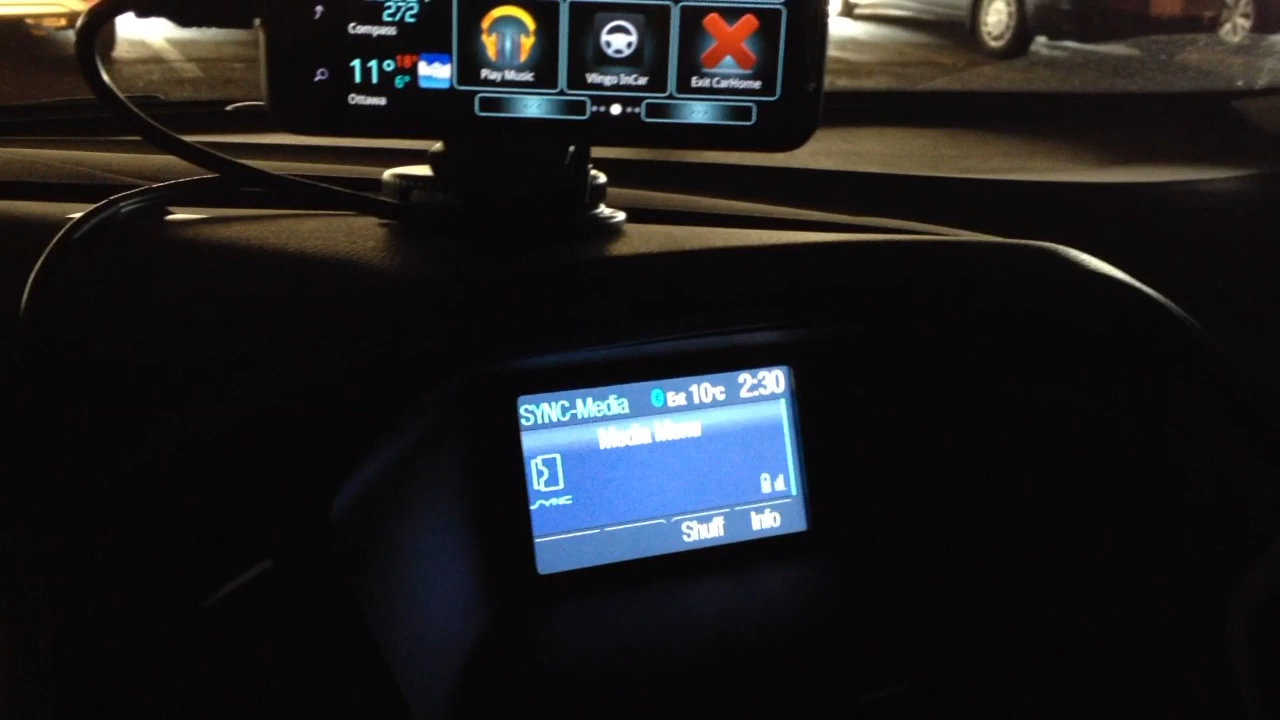 272
Compass
11° 18°
6°
Ottawa
Play Music
Vlingo InCar
Exit CarHome
SYNC-Media Ext 10°C 2:30
Media Menu
SYNC
Shuff Info